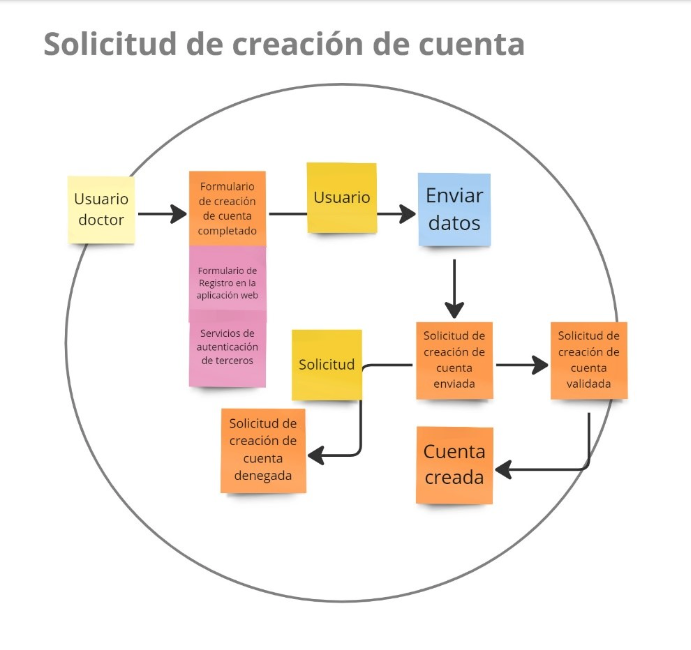 Solicitud de creación de cuenta
Usuario
doctor
Formulario
de creación
de cuenta
completado
Usuario
Enviar
datos
Formulario de
Registro en la
aplicación web
Servicios de
autenticación
de terceros
Solicitud
Solicitud de
creación de
cuenta
enviada
Solicitud de
creación de
cuenta
validada
Solicitud de
creación de
cuenta
denegada
Cuenta
creada